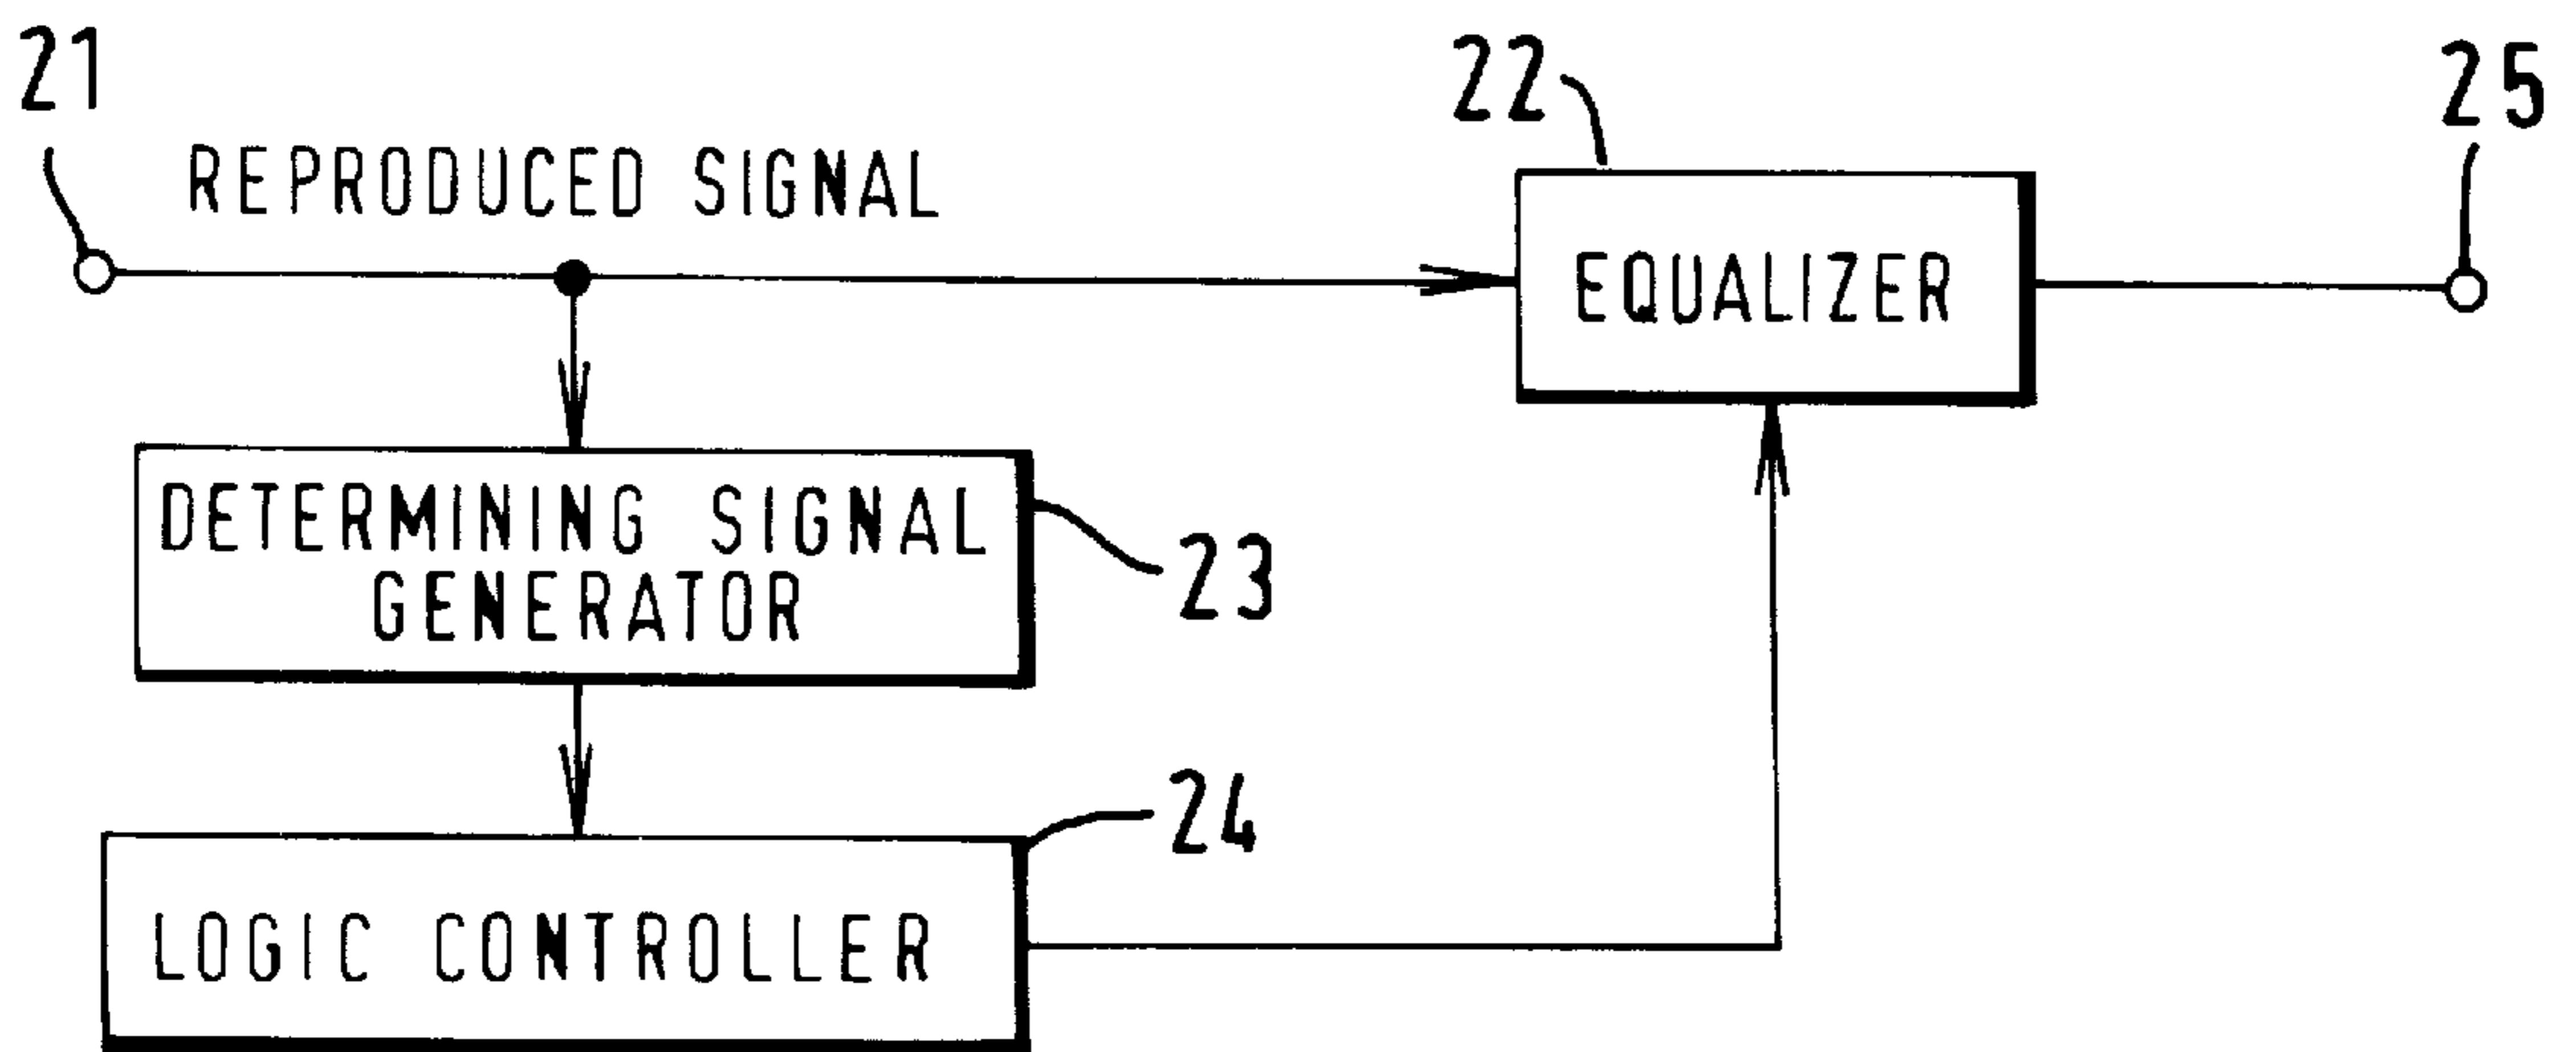 21
REPRODUCED SIGNAL
22
25
EQUALIZER
DETERMINING SIGNAL
GENERATOR
23
24
LOGIC CONTROLLER